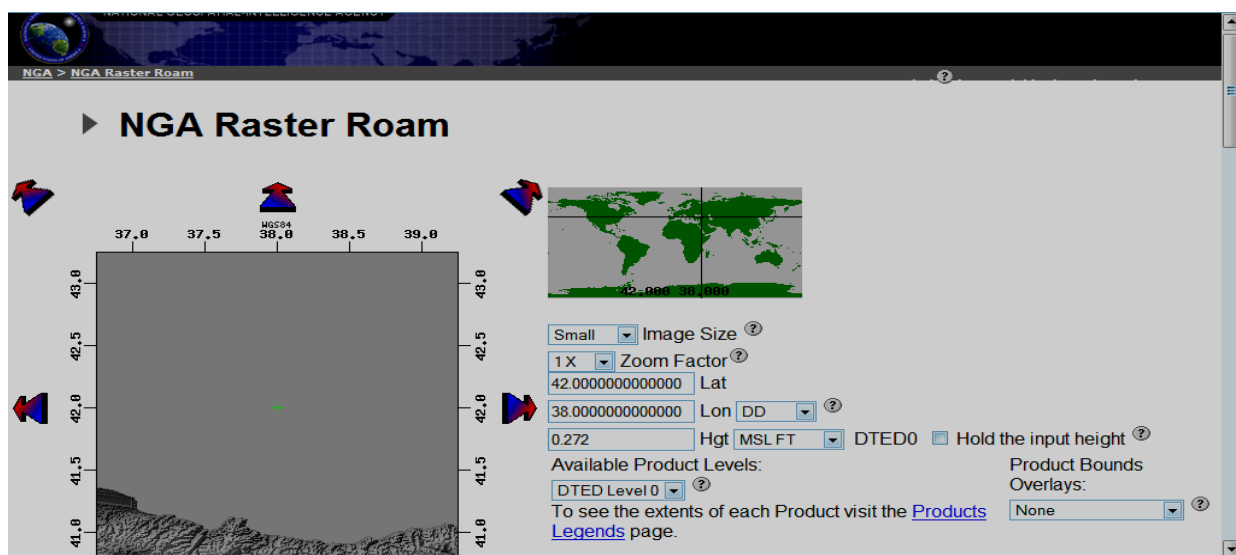 NATIONAL GEOSPATIAL-INTELLIGENCE AGENCY
NGA > NGA Raster Roam
?
NGA Raster Roam
WGS84
37.0 37.5 38.0 38.5 39.0
43.0 43.0
42.5 42.5
42.0 42.0
41.5 41.5
41.0 41.0
42.000 38.000
Small Image Size ?
1X Zoom Factor ?
42.0000000000000 Lat
38.0000000000000 Lon DD ?
0.272 Hgt MSL FT DTED0 Hold the input height ?
Available Product Levels:
DTED Level 0 ?
To see the extents of each Product visit the Products
Legends page.
Product Bounds
Overlays:
None ?